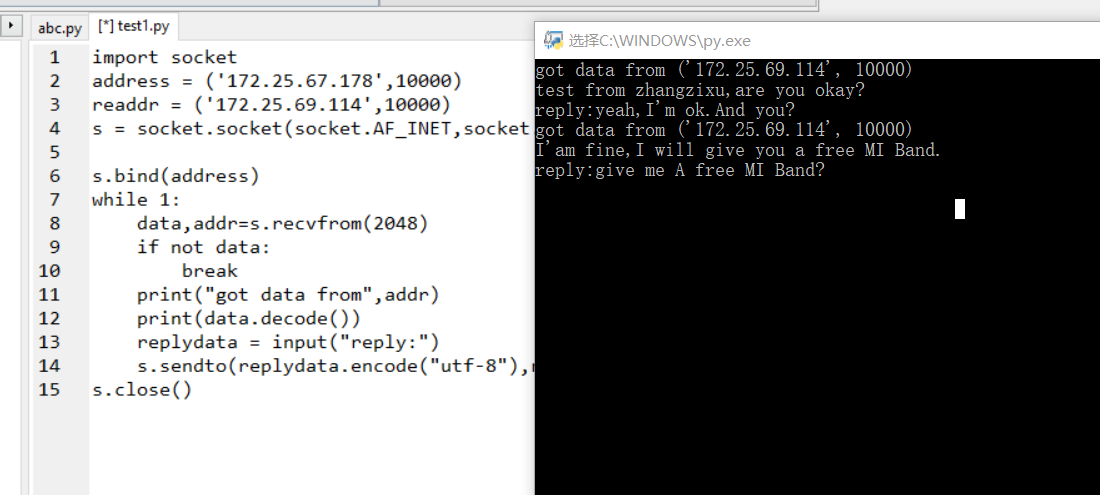 abc.py [*] test1.py
1 import socket
2 address = ('172.25.67.178',10000)
3 readdr = ('172.25.69.114',10000)
4 s = socket.socket(socket.AF_INET,socket
5
6 s.bind(address)
7 while 1:
8 data,addr=s.recvfrom(2048)
9 if not data:
10 break
11 print("got data from",addr)
12 print(data.decode())
13 replydata = input("reply:")
14 s.sendto(replydata.encode("utf-8"),
15 s.close()
选择C:\WINDOWS\py.exe
got data from ('172.25.69.114', 10000)
test from zhangzixu,are you okay?
reply:yeah,I'm ok.And you?
got data from ('172.25.69.114', 10000)
I'am fine,I will give you a free MI Band.
reply:give me A free MI Band?